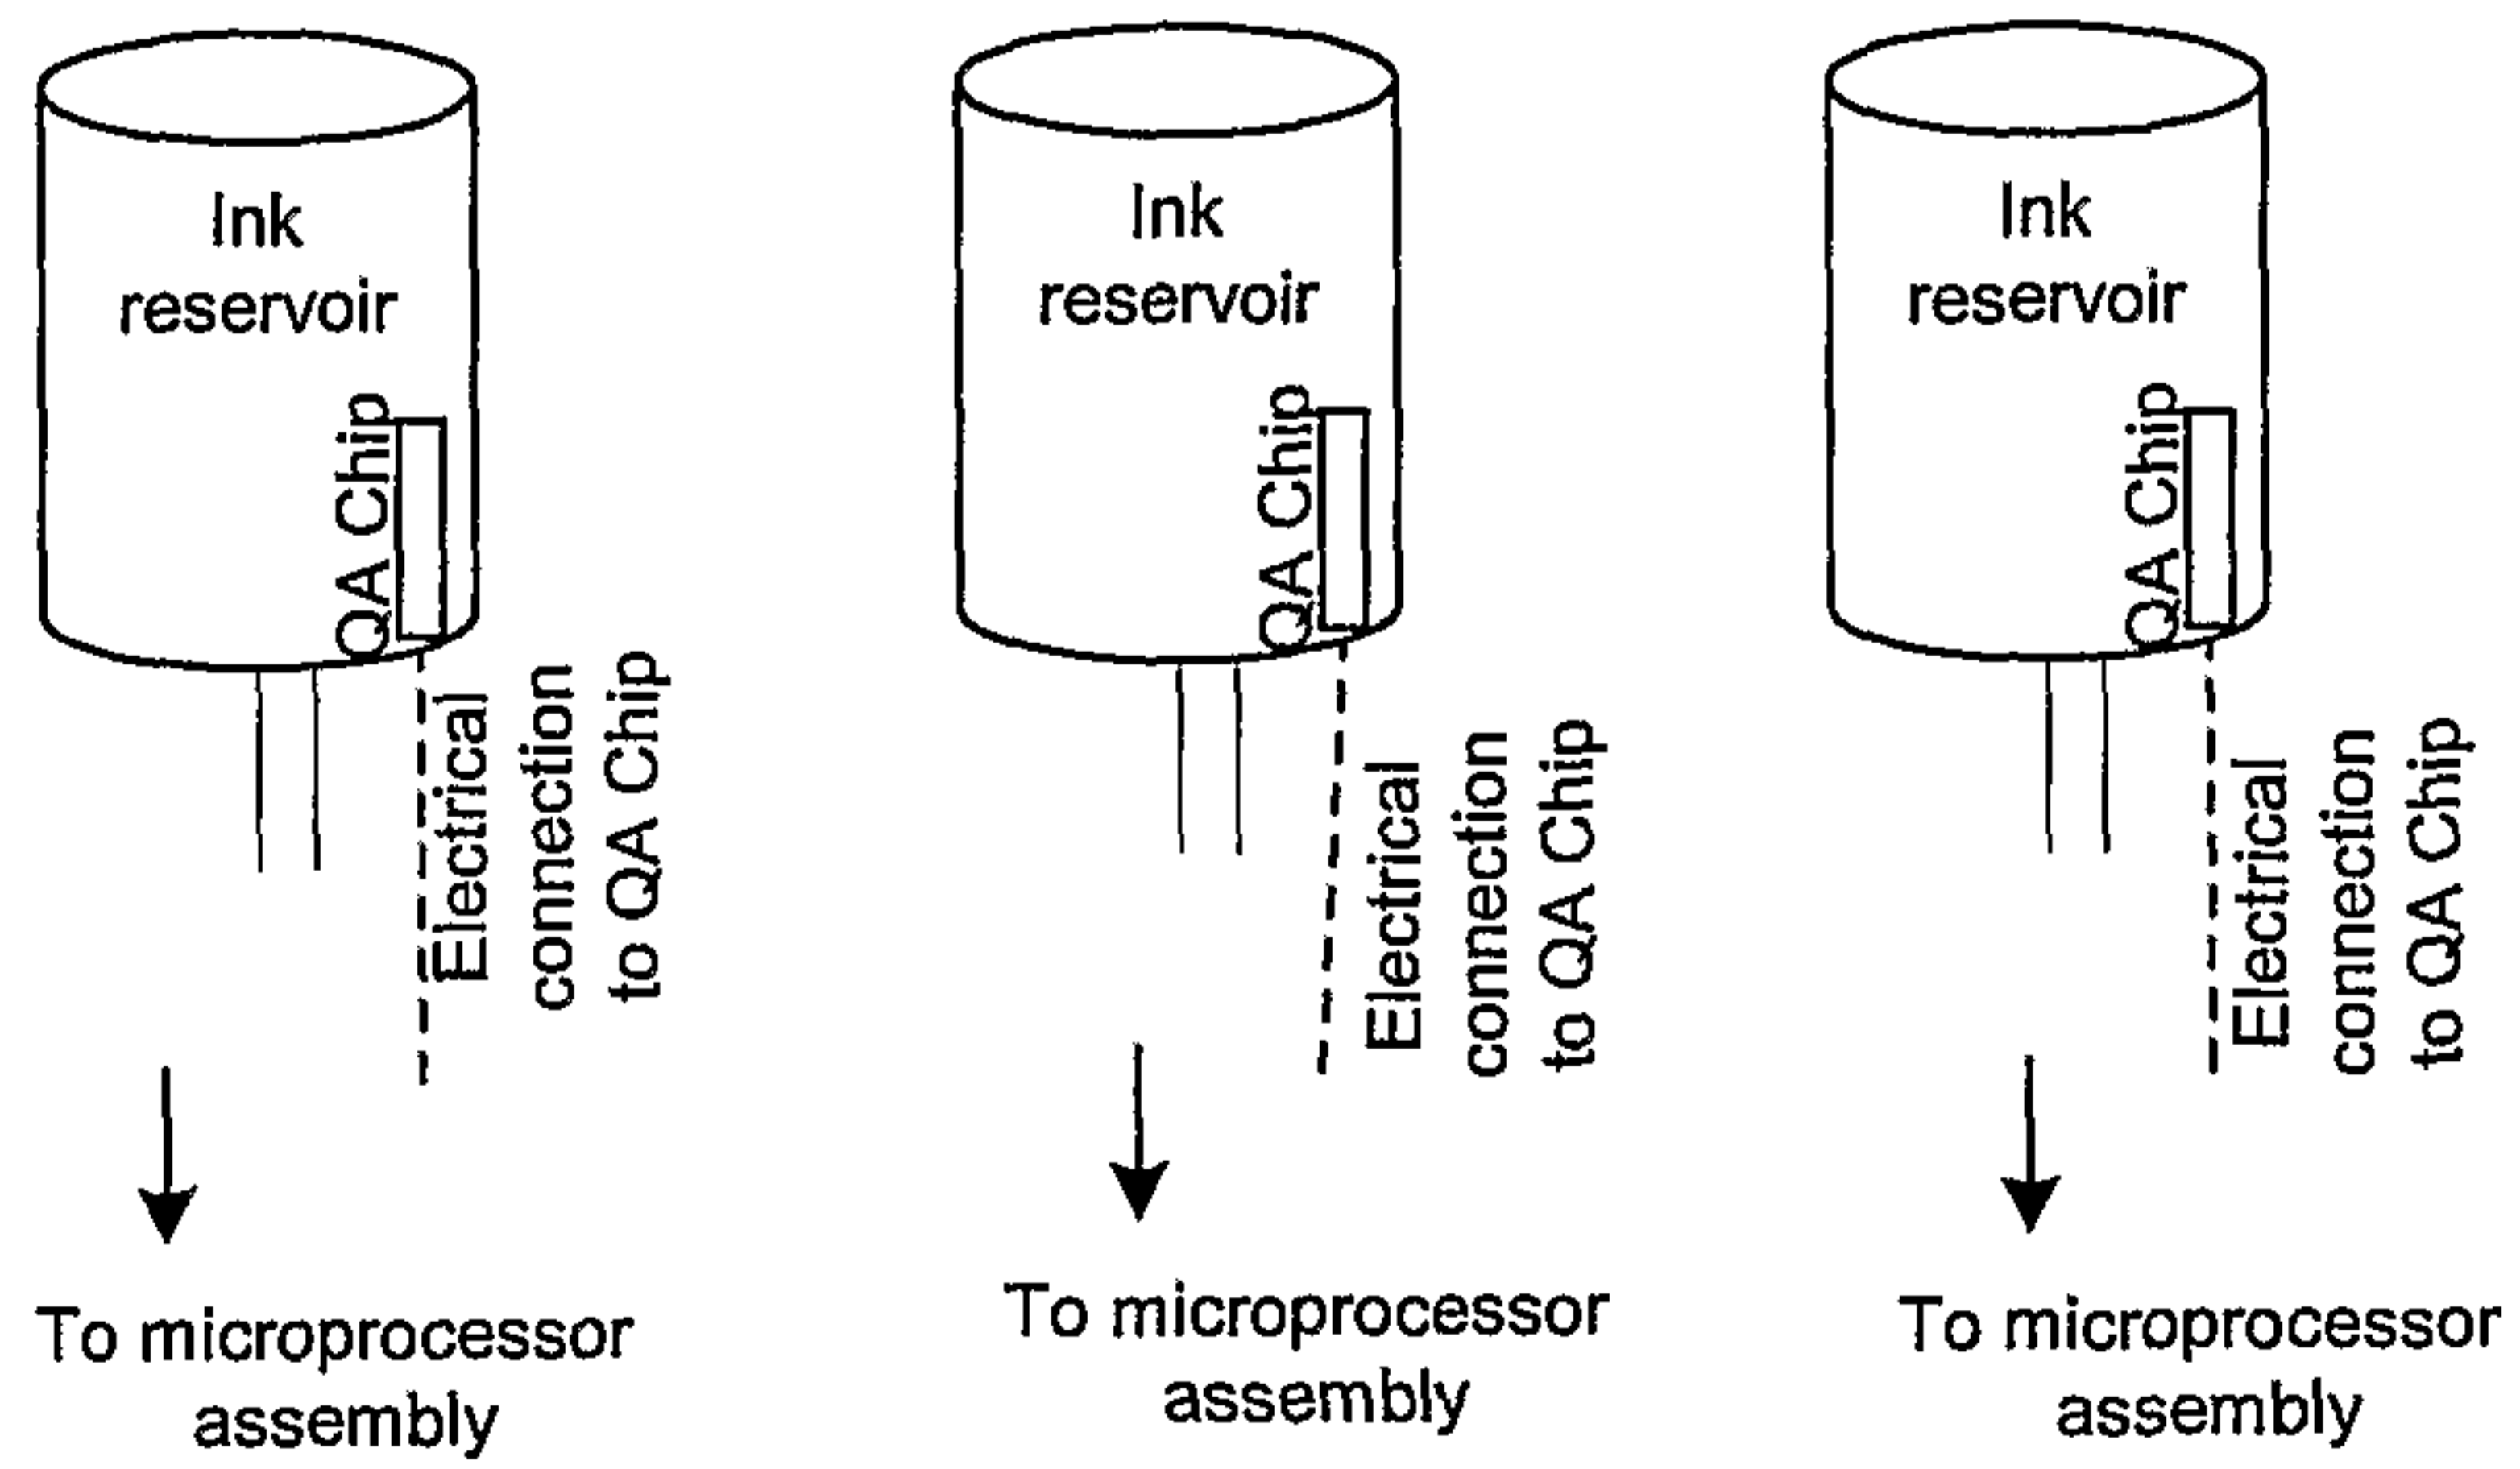 Ink
reservoir
QA Chip
Electrical
connection
to QA Chip
To microprocessor
assembly
Ink
reservoir
QA Chip
Electrical
connection
to QA Chip
To microprocessor
assembly
Ink
reservoir
QA Chip
Electrical
connection
to QA Chip
To microprocessor
assembly